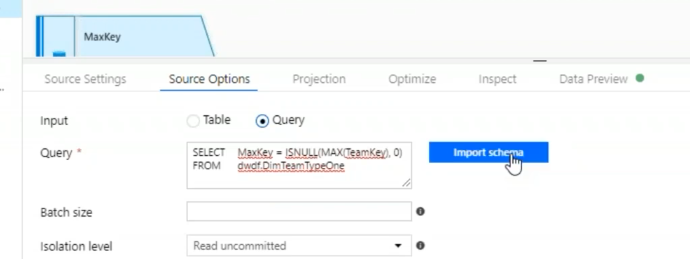 MaxKey
Source Settings Source Options Projection Optimize Inspect Data Preview
Input Table Query
Query * SELECT MaxKey = ISNULL(MAX(TeamKey), 0) Import schema
FROM dwdf.DimTeamTypeOne
Batch size
Isolation level Read uncommitted